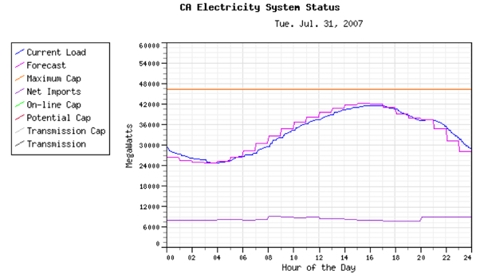 CA Electricity System Status
Tue. Jul. 31, 2007
Current Load
Forecast
Maximum Cap
Net Imports
On-line Cap
Potential Cap
Transmission Cap
Transmission
MegaWatts
60000
54000
48000
42000
36000
30000
24000
18000
12000
6000
0
00 02 04 06 08 10 12 14 16 18 20 22 24
Hour of the Day